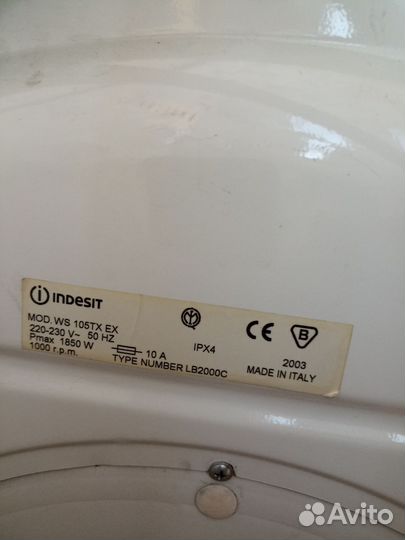 indesit
MOD. WS 105TX EX
220-230 V~ 50 HZ
Pmax 1850 W
1000 r.p.m.
10 A
TYPE NUMBER LB2000C
IPX4
CE
B
2003
MADE IN ITALY
Avito